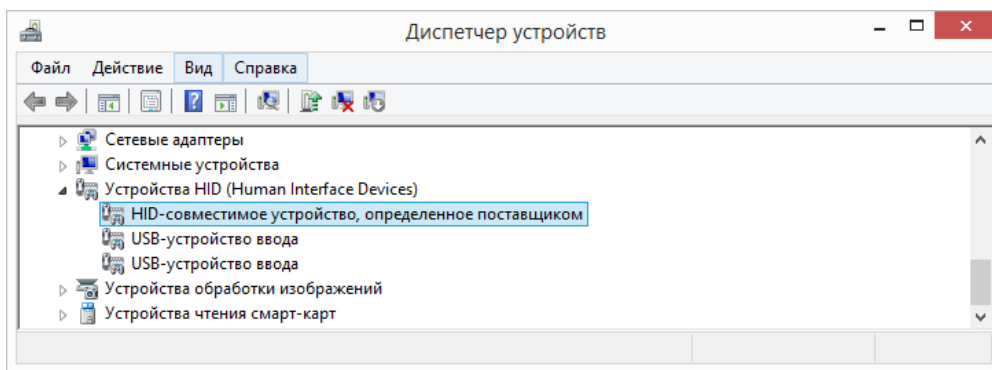 Диспетчер устройств
Файл Действие Вид Справка
Сетевые адаптеры
Системные устройства
Устройства HID (Human Interface Devices)
HID-совместимое устройство, определенное поставщиком
USB-устройство ввода
USB-устройство ввода
Устройства обработки изображений
Устройства чтения смарт-карт